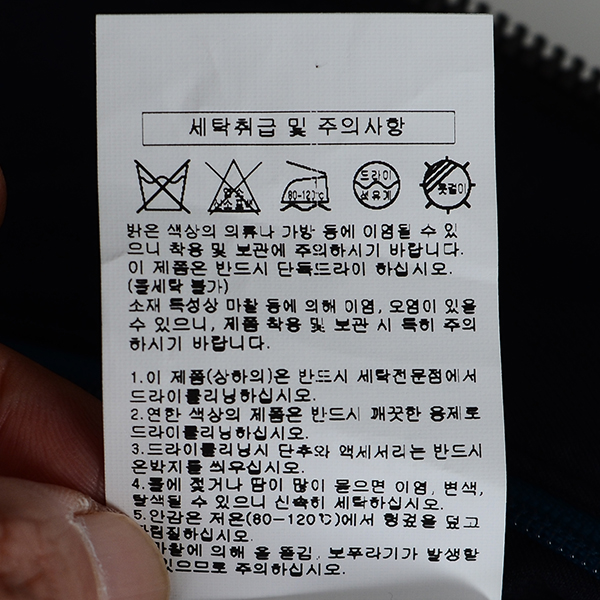 세탁취급 및 주의사항
염소
산소표백
80-120℃
드라이
석유계
옷걸이
밝은 색상의 의류나 가방 등에 이염될 수 있
으니 착용 및 보관에 주의하시기 바랍니다.
이 제품은 반드시 단독드라이 하십시오.
(물세탁 불가)
소재 특성상 마찰 등에 의해 이염, 오염이 있을
수 있으니, 제품 착용 및 보관 시 특히 주의
하시기 바랍니다.
1.이 제품(상하의)은 반드시 세탁전문점에서
드라이클리닝하십시오.
2.연한 색상의 제품은 반드시 깨끗한 용제로
드라이클리닝하십시오.
3.드라이클리닝시 단추와 액세서리는 반드시
은박지를 씌우십시오.
4.물에 젖거나 땀이 많이 묻으면 이염, 변색,
탈색될 수 있으니 신속히 세탁하십시오.
5.안감은 저온(80-120℃)에서 헝겊을 덮고
다림질하십시오.
마찰에 의해 올 뜯김, 보푸라기가 발생할
있으므로 주의하십시오.